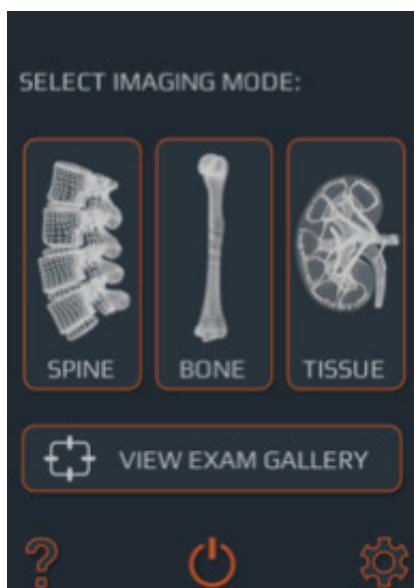 SELECT IMAGING MODE:
SPINE BONE TISSUE
VIEW EXAM GALLERY
?